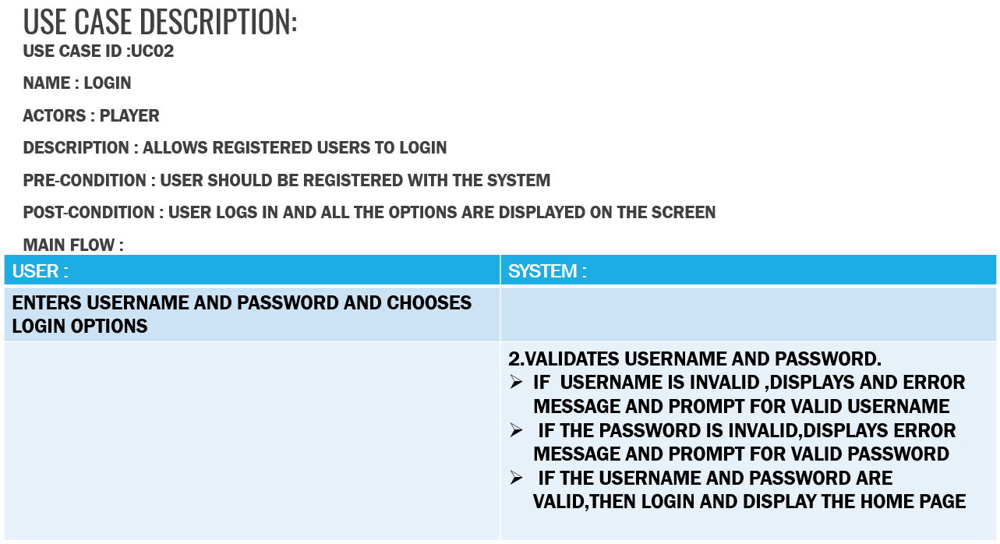 USE CASE DESCRIPTION:
USE CASE ID :UC02
NAME : LOGIN
ACTORS : PLAYER
DESCRIPTION : ALLOWS REGISTERED USERS TO LOGIN
PRE-CONDITION : USER SHOULD BE REGISTERED WITH THE SYSTEM
POST-CONDITION : USER LOGS IN AND ALL THE OPTIONS ARE DISPLAYED ON THE SCREEN
MAIN FLOW :
USER :
SYSTEM :
ENTERS USERNAME AND PASSWORD AND CHOOSES
LOGIN OPTIONS
2.VALIDATES USERNAME AND PASSWORD.
➢ IF USERNAME IS INVALID ,DISPLAYS AND ERROR
MESSAGE AND PROMPT FOR VALID USERNAME
➢ IF THE PASSWORD IS INVALID,DISPLAYS ERROR
MESSAGE AND PROMPT FOR VALID PASSWORD
➢ IF THE USERNAME AND PASSWORD ARE
VALID,THEN LOGIN AND DISPLAY THE HOME PAGE